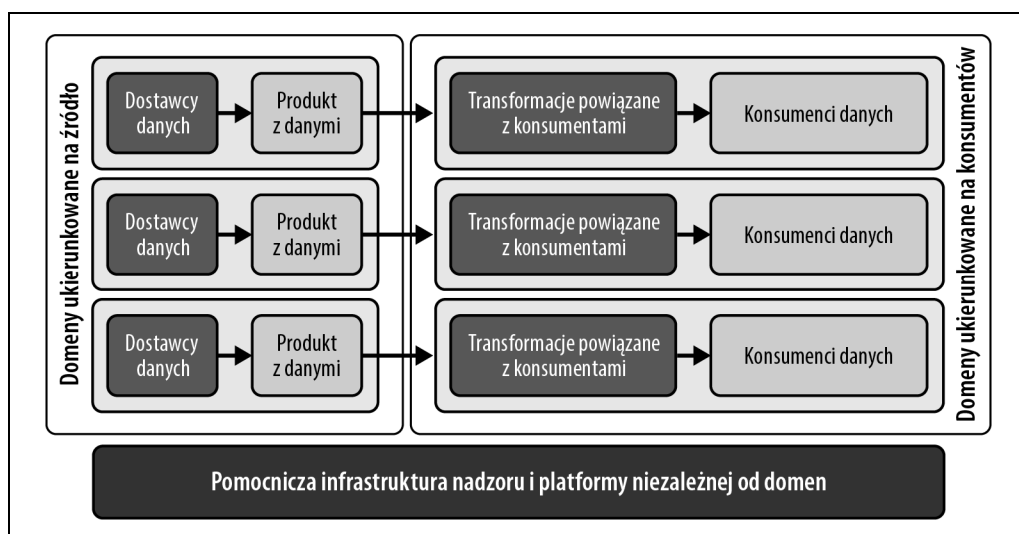 Domeny ukierunkowane na źródło
Dostawcy
danych
Produkt
z danymi
Transformacje powiązane
z konsumentami
Konsumenci danych
Dostawcy
danych
Produkt
z danymi
Transformacje powiązane
z konsumentami
Konsumenci danych
Dostawcy
danych
Produkt
z danymi
Transformacje powiązane
z konsumentami
Konsumenci danych
Domeny ukierunkowane na konsumentów
Pomocnicza infrastruktura nadzoru i platformy niezależnej od domen